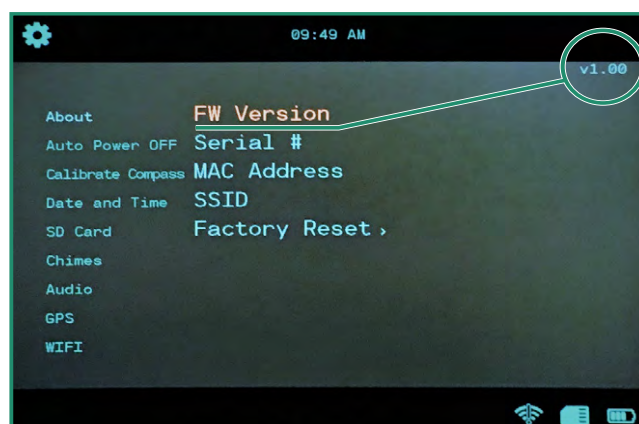 09:49 AM
v1.00
About
FW Version
Auto Power OFF
Serial #
Calibrate Compass
MAC Address
Date and Time
SSID
SD Card
Factory Reset ›
Chimes
Audio
GPS
WIFI